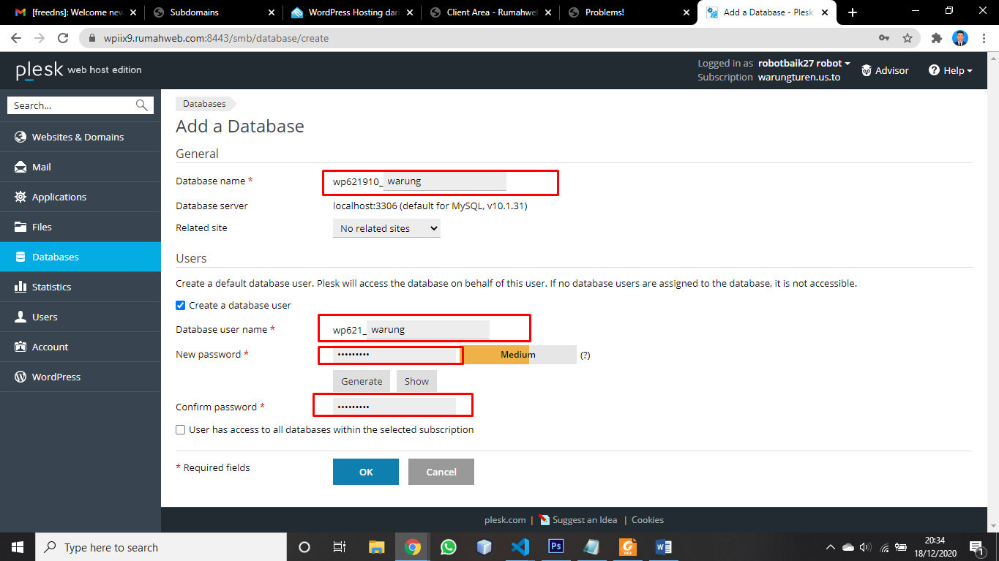 [freedns]: Welcome new
Subdomains
WordPress Hosting dari
Client Area - Rumahweb
Problems!
Add a Database - Plesk
wpiix9.rumahweb.com:8443/smb/database/create
plesk web host edition
Logged in as robotbaik27 robot
Subscription warungturen.us.to
Advisor
Help
Search...
Websites & Domains
Mail
Applications
Files
Databases
Statistics
Users
Account
WordPress
Databases
Add a Database
General
Database name * wp621910_ warung
Database server localhost:3306 (default for MySQL, v10.1.31)
Related site No related sites
Users
Create a default database user. Plesk will access the database on behalf of this user. If no database users are assigned to the database, it is not accessible.
Create a database user
Database user name * wp621_ warung
New password * ••••••••• Medium (?)
Generate Show
Confirm password * •••••••••
User has access to all databases within the selected subscription
* Required fields OK Cancel
plesk.com | Suggest an Idea | Cookies
Type here to search
Ps
PDF
W
20:34
18/12/2020
1